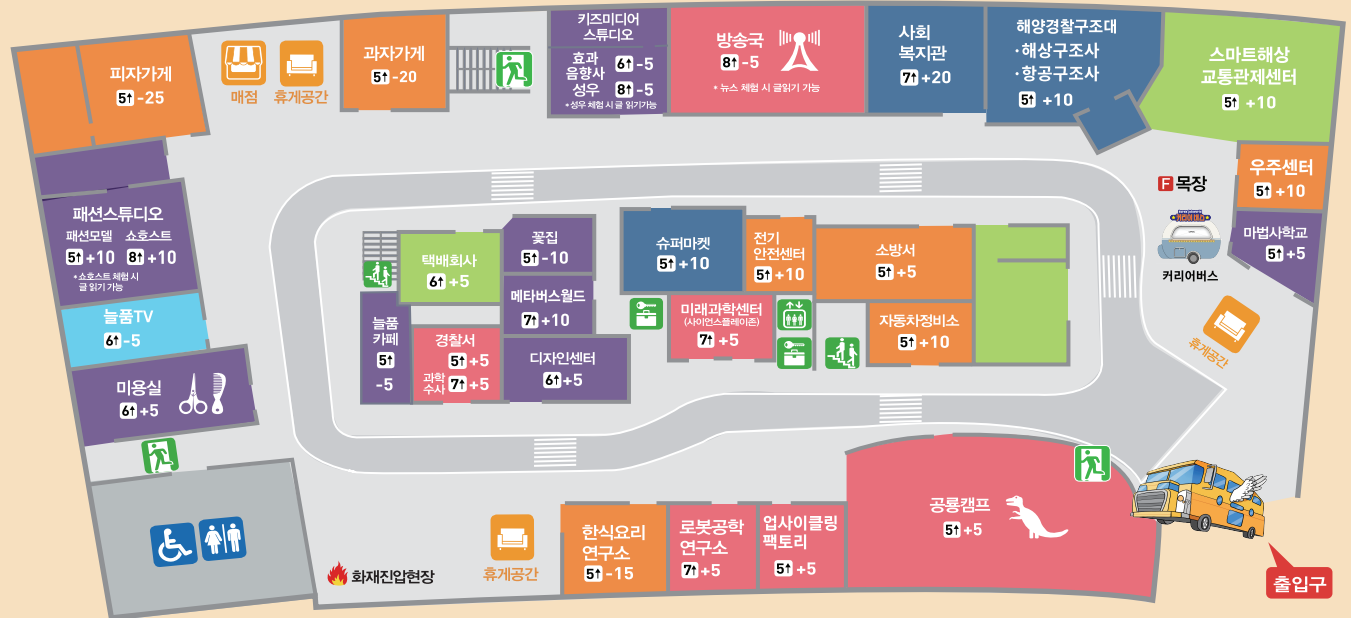 피자가게
5↑ -25
매점
휴게공간
과자가게
5↑ -20
키즈미디어
스튜디오
효과
음향사
6↑ -5
성우
8↑ -5
* 성우 체험 시 글 읽기가능
방송국
8↑ -5
* 뉴스 체험 시 글읽기 가능
사회
복지관
7↑ +20
해양경찰구조대
·해상구조사
·항공구조사
5↑ +10
스마트해상
교통관제센터
5↑ +10
우주센터
5↑ +10
F 목장
커리어버스
마법사학교
5↑ +5
휴게공간
패션스튜디오
패션모델 쇼호스트
5↑ +10 8↑ +10
* 쇼호스트 체험 시
글 읽기 가능
늘품TV
6↑ -5
미용실
6↑ +5
택배회사
6↑ +5
꽃집
5↑ -10
메타버스월드
7↑ +10
늘품
카페
5↑
-5
경찰서
5↑ +5
과학
수사
7↑ +5
디자인센터
6↑ +5
슈퍼마켓
5↑ +10
전기
안전센터
5↑ +10
소방서
5↑ +5
미래과학센터
(사이언스플레이존)
7↑ +5
자동차정비소
5↑ +10
화재진압현장
휴게공간
한식요리
연구소
5↑ -15
로봇공학
연구소
7↑ +5
업사이클링
팩토리
5↑ +5
공룡캠프
5↑ +5
출입구